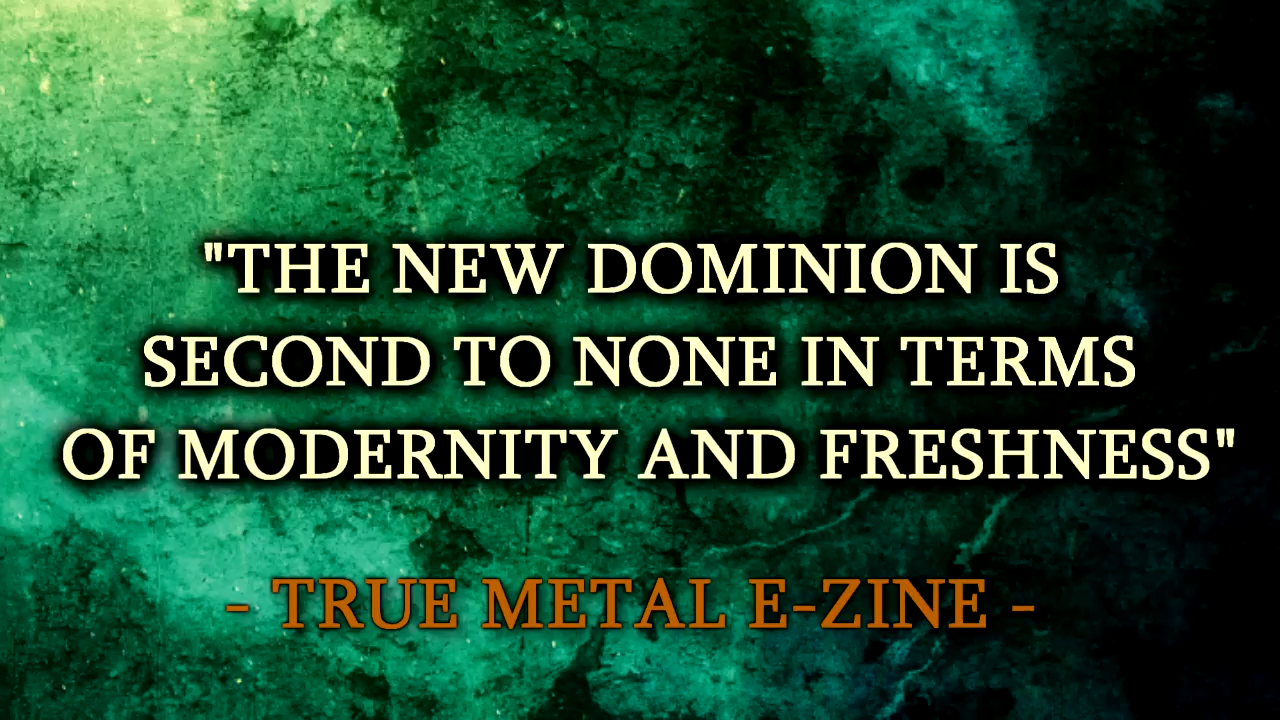 "THE NEW DOMINION IS
SECOND TO NONE IN TERMS
OF MODERNITY AND FRESHNESS"
- TRUE METAL E-ZINE -